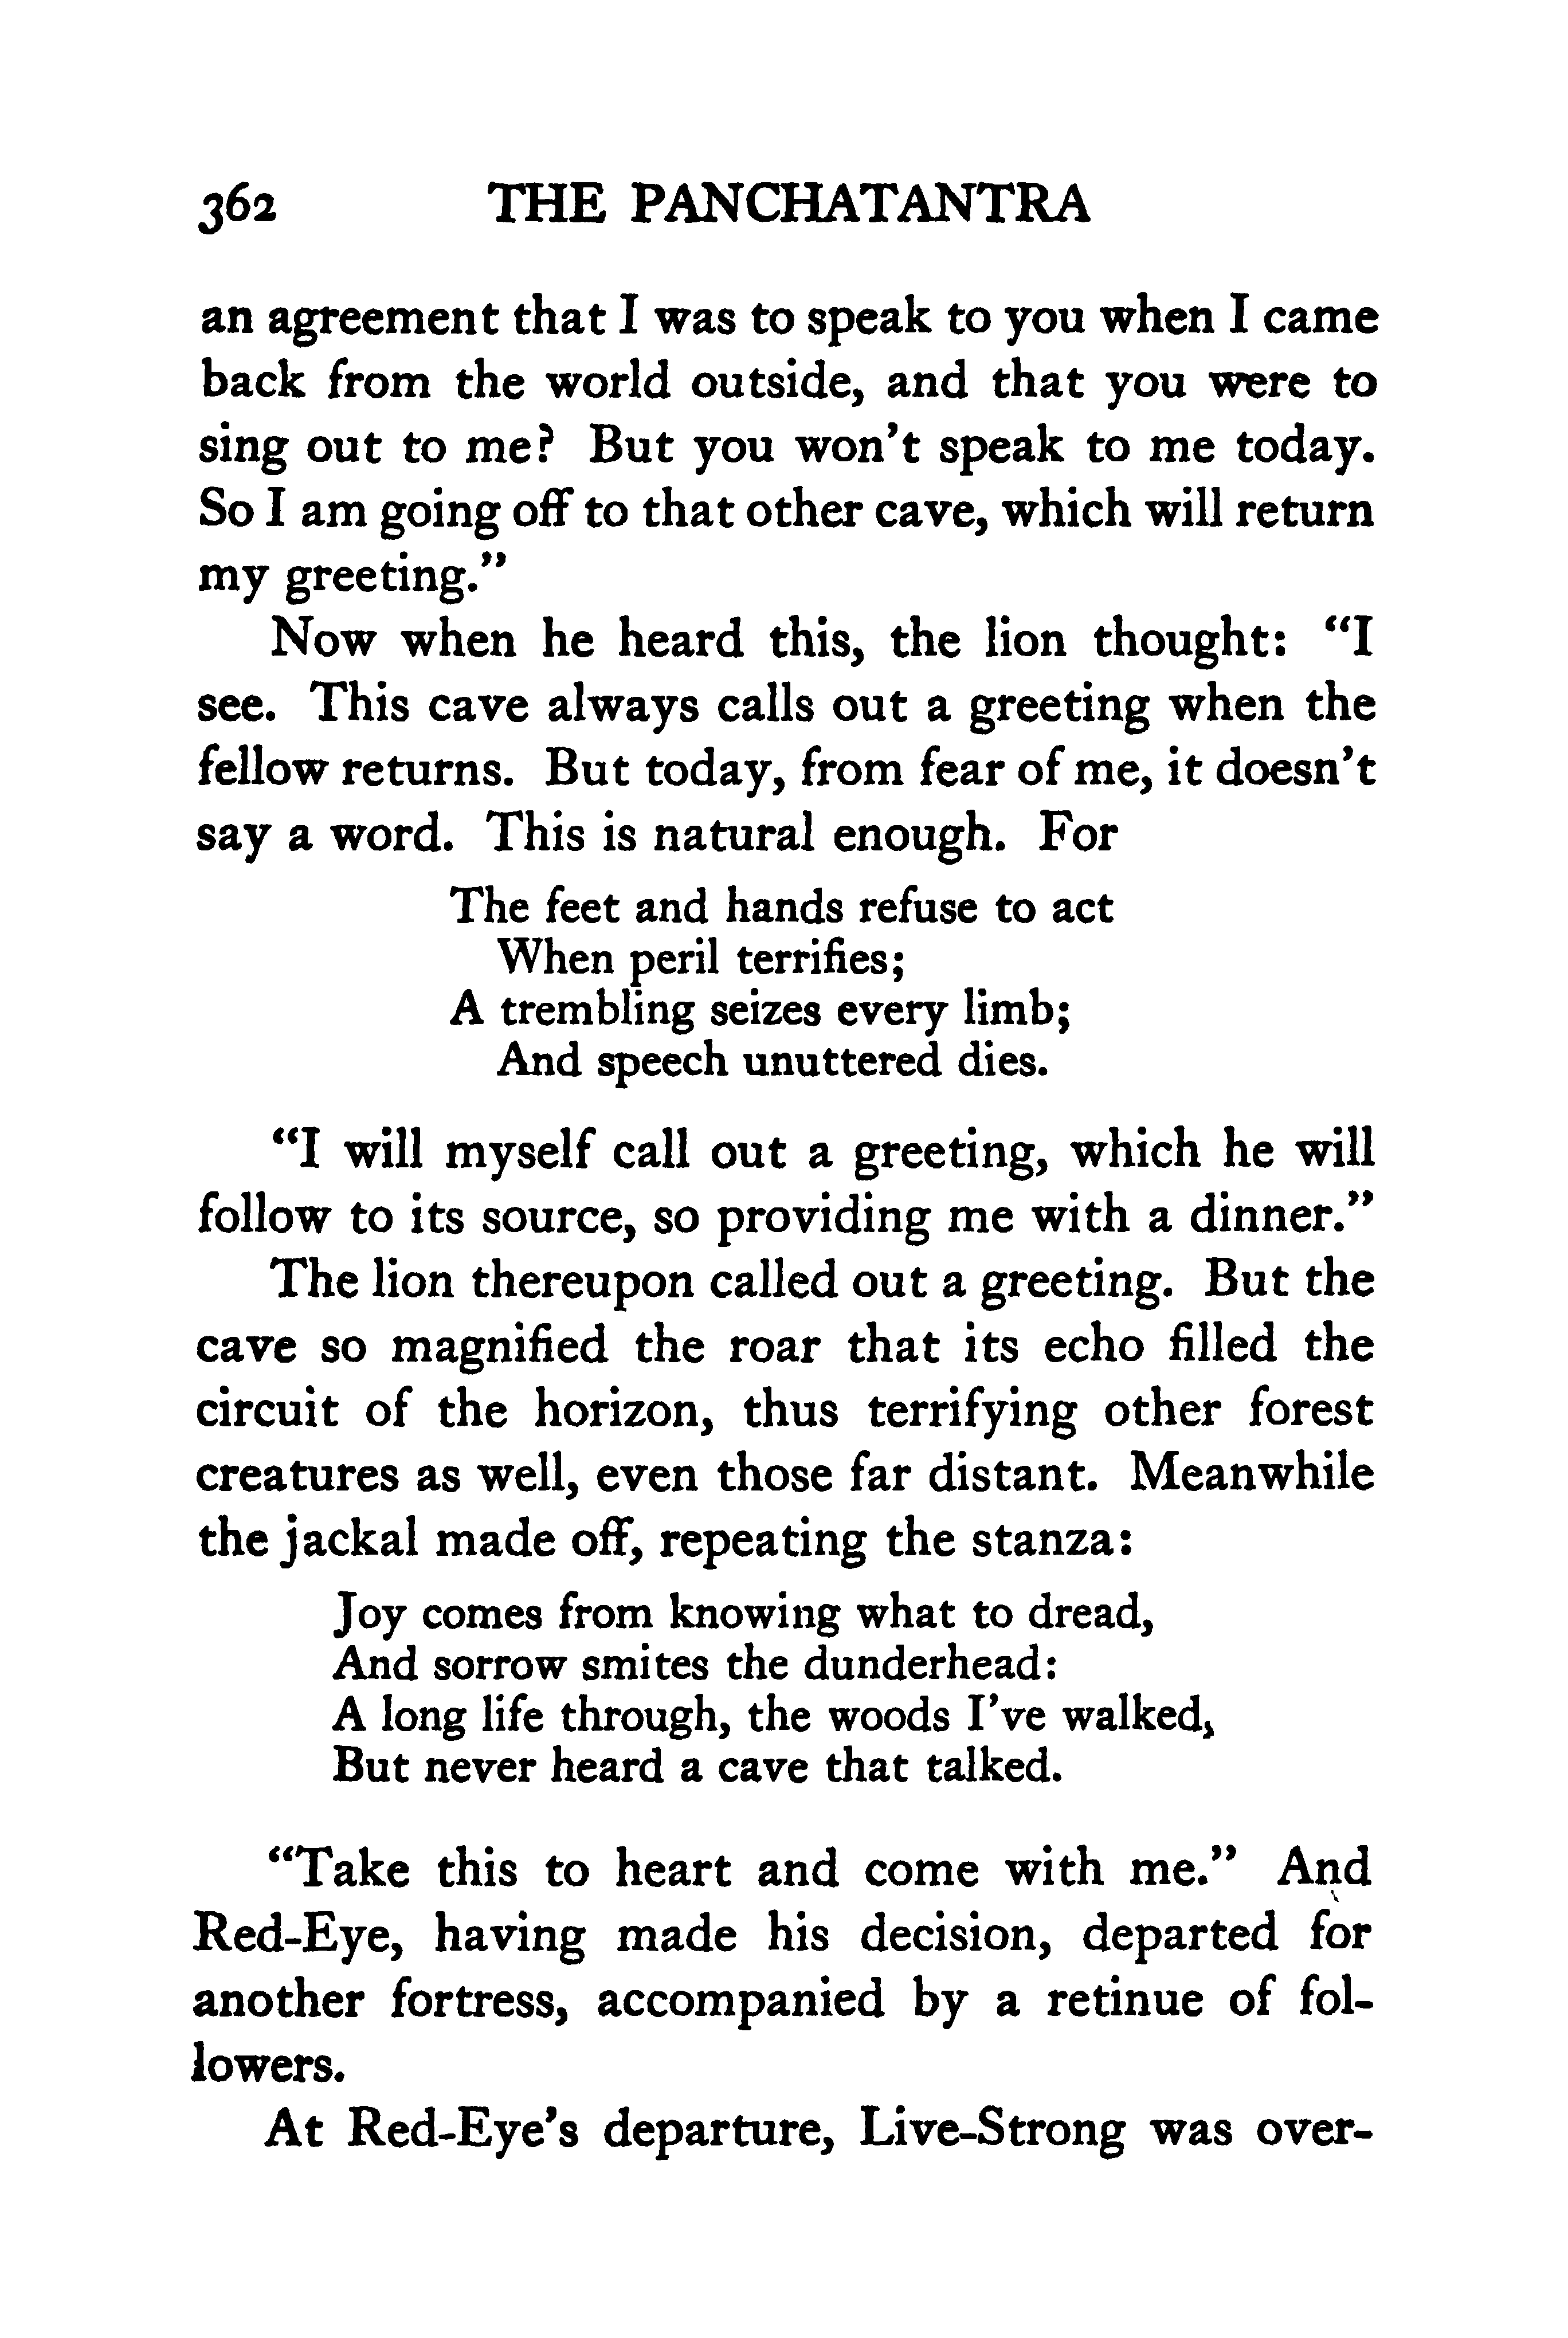 362 THE PANCHATANTRA
an agreement that I was to speak to you when I came
back from the world outside, and that you were to
sing out to me? But you won't speak to me today.
So I am going off to that other cave, which will return
my greeting.”
Now when he heard this, the lion thought: “I
see. This cave always calls out a greeting when the
fellow returns. But today, from fear of me, it doesn't
say a word. This is natural enough. For
The feet and hands refuse to act
When peril terrifies;
A trembling seizes every limb;
And speech unuttered dies.
“I will myself call out a greeting, which he will
follow to its source, so providing me with a dinner.”
The lion thereupon called out a greeting. But the
cave so magnified the roar that its echo filled the
circuit of the horizon, thus terrifying other forest
creatures as well, even those far distant. Meanwhile
the jackal made off, repeating the stanza:
Joy comes from knowing what to dread,
And sorrow smites the dunderhead:
A long life through, the woods I've walked,
But never heard a cave that talked.
“Take this to heart and come with me.” And
Red-Eye, having made his decision, departed for
another fortress, accompanied by a retinue of fol-
lowers.
At Red-Eye's departure, Live-Strong was over-